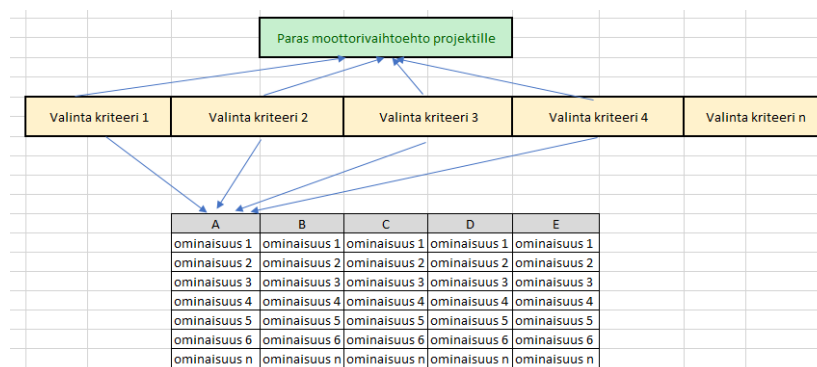 Paras moottorivaihtoehto projektille
Valinta kriteeri 1 Valinta kriteeri 2 Valinta kriteeri 3 Valinta kriteeri 4 Valinta kriteeri n
A B C D E
ominaisuus 1 ominaisuus 1 ominaisuus 1 ominaisuus 1 ominaisuus 1
ominaisuus 2 ominaisuus 2 ominaisuus 2 ominaisuus 2 ominaisuus 2
ominaisuus 3 ominaisuus 3 ominaisuus 3 ominaisuus 3 ominaisuus 3
ominaisuus 4 ominaisuus 4 ominaisuus 4 ominaisuus 4 ominaisuus 4
ominaisuus 5 ominaisuus 5 ominaisuus 5 ominaisuus 5 ominaisuus 5
ominaisuus 6 ominaisuus 6 ominaisuus 6 ominaisuus 6 ominaisuus 6
ominaisuus n ominaisuus n ominaisuus n ominaisuus n ominaisuus n